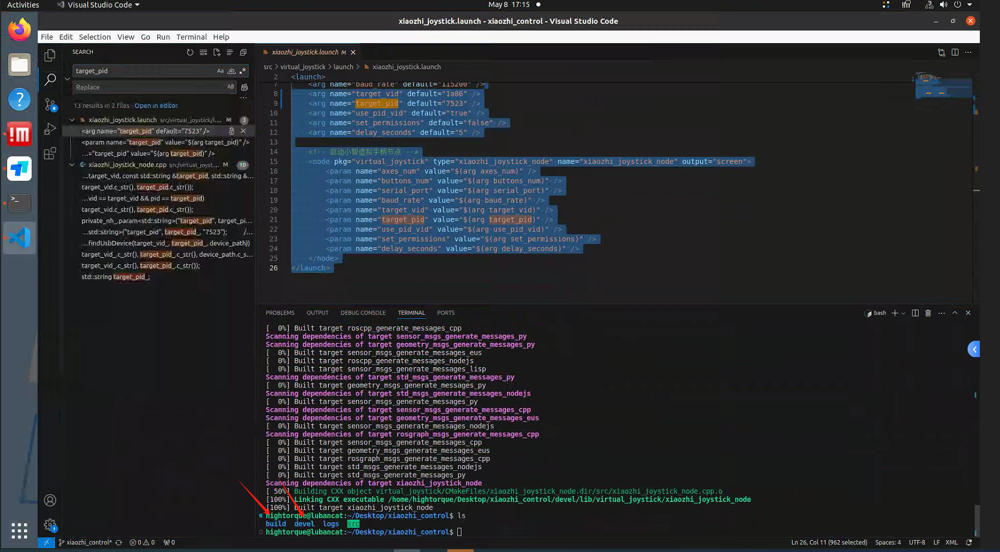 Activities
Visual Studio Code
May 8 17:15
xiaozhi_joystick.launch - xiaozhi_control - Visual Studio Code
File Edit Selection View Go Run Terminal Help
SEARCH
target_pid
Aa ab
Replace
AB
13 results in 2 files - Open in editor
xiaozhi_joystick.launch src/virtual_joystick/l... M 3
<arg name="target_pid" default="7523" />
<param name="target_pid" value="$(arg target_pid)" />
...="target_pid" value="$(arg target_pid)" />
xiaozhi_joystick_node.cpp src/virtual_joyst... M 10
...target_vid, const std::string &target_pid, std::string &...
target_vid.c_str(), target_pid.c_str());
...vid == target_vid && pid == target_pid)
target_vid.c_str(), target_pid.c_str());
private_nh_.param<std::string>("target_pid", target_pi...
...std::string>("target_pid", target_pid_, "7523"); /...
...findUsbDevice(target_vid_, target_pid_, device_path))
target_vid_.c_str(), target_pid_.c_str(), device_path.c_s...
target_vid_.c_str(), target_pid_.c_str());
std::string target_pid_;
8
1
xiaozhi_joystick.launch M
src > virtual_joystick > launch > xiaozhi_joystick.launch
2 <launch>
7 <arg name="baud_rate" default="115200" />
8 <arg name="target_vid" default="1a86" />
9 <arg name="target_pid" default="7523" />
10 <arg name="use_pid_vid" default="true" />
11 <arg name="set_permissions" default="false" />
12 <arg name="delay_seconds" default="5" />
13
14 <!-- 启动小智虚拟手柄节点 -->
15 <node pkg="virtual_joystick" type="xiaozhi_joystick_node" name="xiaozhi_joystick_node" output="screen">
16 <param name="axes_num" value="$(arg axes_num)" />
17 <param name="buttons_num" value="$(arg buttons_num)" />
18 <param name="serial_port" value="$(arg serial_port)" />
19 <param name="baud_rate" value="$(arg baud_rate)" />
20 <param name="target_vid" value="$(arg target_vid)" />
21 <param name="target_pid" value="$(arg target_pid)" />
22 <param name="use_pid_vid" value="$(arg use_pid_vid)" />
23 <param name="set_permissions" value="$(arg set_permissions)" />
24 <param name="delay_seconds" value="$(arg delay_seconds)" />
25 </node>
26 </launch>
PROBLEMS OUTPUT DEBUG CONSOLE TERMINAL PORTS
bash
[  0%] Built target roscpp_generate_messages_cpp
Scanning dependencies of target sensor_msgs_generate_messages_py
Scanning dependencies of target geometry_msgs_generate_messages_py
[  0%] Built target sensor_msgs_generate_messages_eus
[  0%] Built target roscpp_generate_messages_nodejs
[  0%] Built target sensor_msgs_generate_messages_lisp
Scanning dependencies of target std_msgs_generate_messages_py
[  0%] Built target geometry_msgs_generate_messages_py
Scanning dependencies of target std_msgs_generate_messages_nodejs
[  0%] Built target sensor_msgs_generate_messages_py
Scanning dependencies of target sensor_msgs_generate_messages_cpp
Scanning dependencies of target geometry_msgs_generate_messages_eus
[  0%] Built target sensor_msgs_generate_messages_nodejs
Scanning dependencies of target rosgraph_msgs_generate_messages_cpp
[  0%] Built target sensor_msgs_generate_messages_cpp
[  0%] Built target geometry_msgs_generate_messages_eus
[  0%] Built target rosgraph_msgs_generate_messages_cpp
[  0%] Built target std_msgs_generate_messages_nodejs
[  0%] Built target std_msgs_generate_messages_py
Scanning dependencies of target xiaozhi_joystick_node
[ 50%] Building CXX object virtual_joystick/CMakeFiles/xiaozhi_joystick_node.dir/src/xiaozhi_joystick_node.cpp.o
[100%] Linking CXX executable /home/hightorque/Desktop/xiaozhi_control/devel/lib/virtual_joystick/xiaozhi_joystick_node
[100%] Built target xiaozhi_joystick_node
hightorque@lubancat:~/Desktop/xiaozhi_control$ ls
build devel logs src
hightorque@lubancat:~/Desktop/xiaozhi_control$
xiaozhi_control* 0 0 0
Ln 26, Col 11 (962 selected) Spaces: 4 UTF-8 LF XML